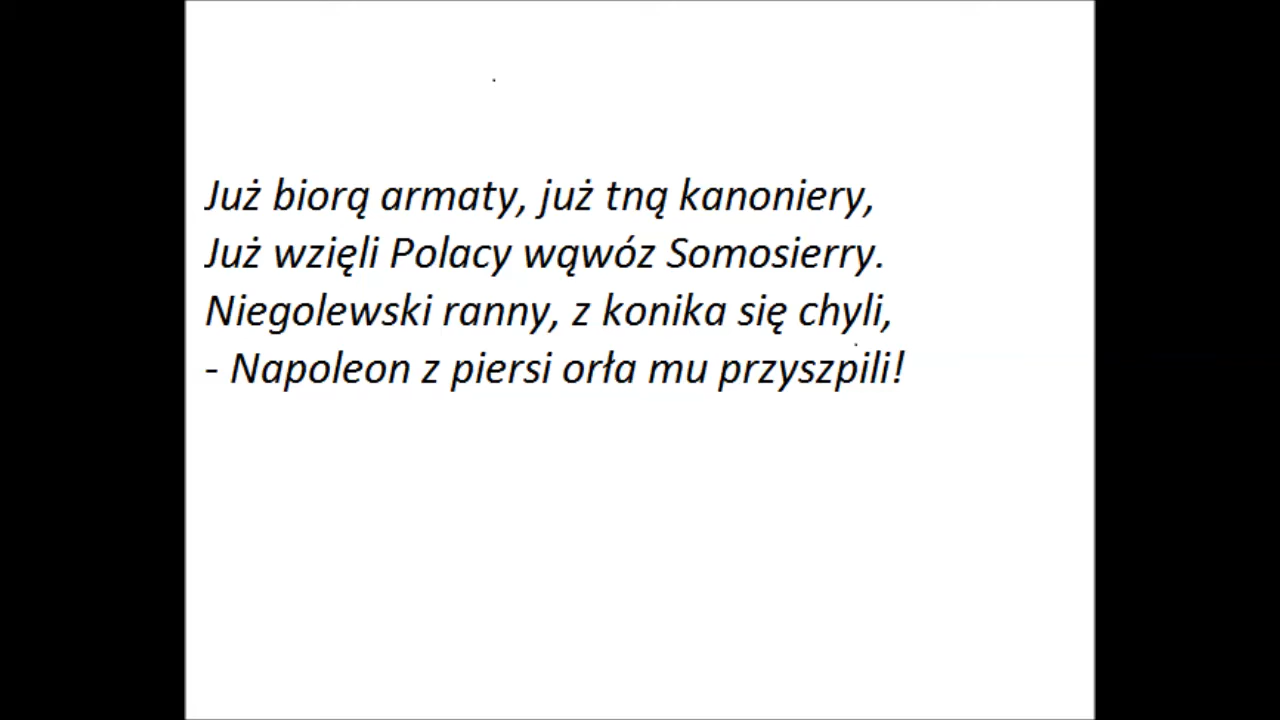 Już biorą armaty, już tną kanoniery,
Już wzięli Polacy wąwóz Somosierry.
Niegolewski ranny, z konika się chyli,
- Napoleon z piersi orła mu przyszpili!